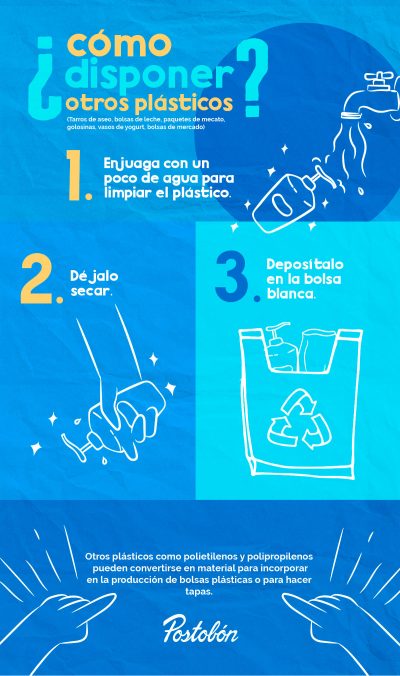 ¿cómo
disponer
otros plásticos?
(Tarros de aseo, bolsas de leche, paquetes de mecato,
golosinas, vasos de yogurt, bolsas de mercado)
1. Enjuaga con un
poco de agua para
limpiar el plástico.
2. Déjalo
secar.
3. Deposítalo
en la bolsa
blanca.
Otros plásticos como polietilenos y polipropilenos
pueden convertirse en material para incorporar
en la producción de bolsas plásticas o para hacer
tapas.
Postobón